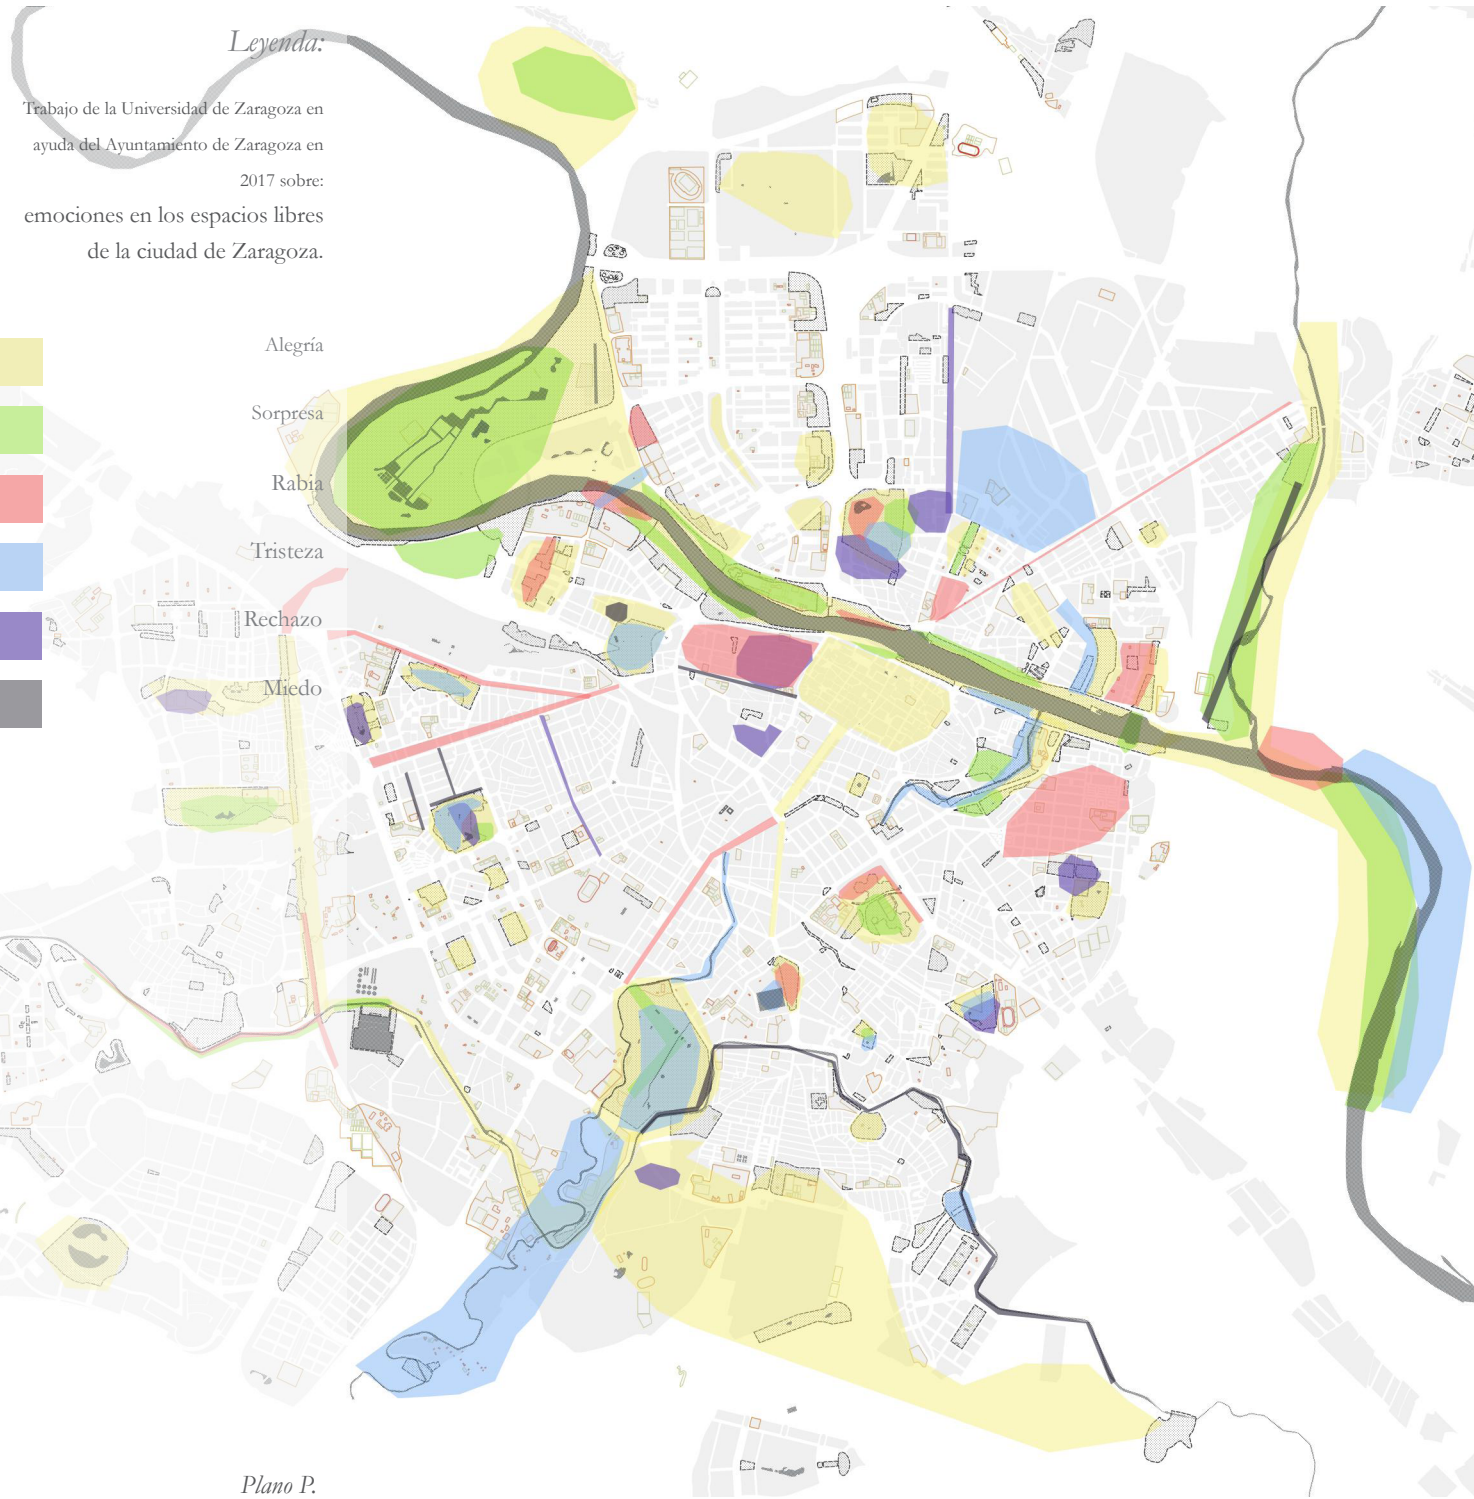 Leyenda:
Trabajo de la Universidad de Zaragoza en
ayuda del Ayuntamiento de Zaragoza en
2017 sobre:
emociones en los espacios libres
de la ciudad de Zaragoza.
Alegría
Sorpresa
Rabia
Tristeza
Rechazo
Miedo
Plano P.